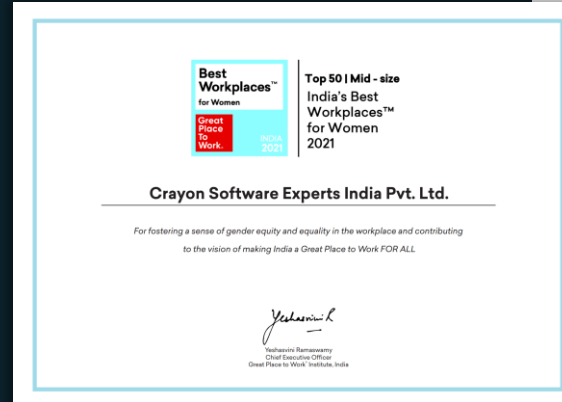 Best
Workplaces™
for Women
Great
Place
To
Work.
INDIA
2021
Top 50 | Mid - size
India's Best
Workplaces™
for Women
2021
Crayon Software Experts India Pvt. Ltd.
For fostering a sense of gender equity and equality in the workplace and contributing
to the vision of making India a Great Place to Work FOR ALL
Yeshasvini R
Yeshasvini Ramaswamy
Chief Executive Officer
Great Place to Work® Institute, India